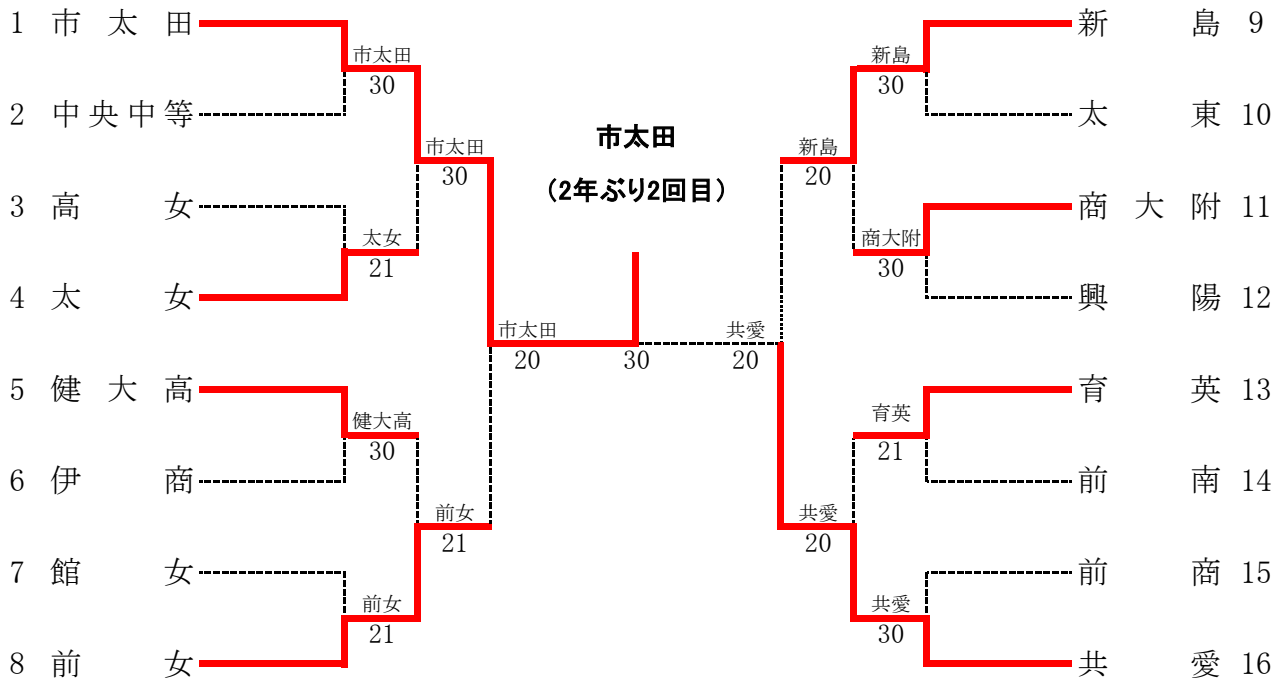 1 市太田
新島 9
市太田
30
新島
30
2 中央中等
太東 10
市太田
(2年ぶり2回目)
市太田
30
新島
20
3 高女
商大附 11
太女
21
商大附
30
4 太女
興陽 12
市太田
20
30
共愛
20
5 健大高
育英 13
健大高
30
育英
21
6 伊商
前南 14
前女
21
共愛
20
7 館女
前商 15
前女
21
共愛
30
8 前女
共愛 16